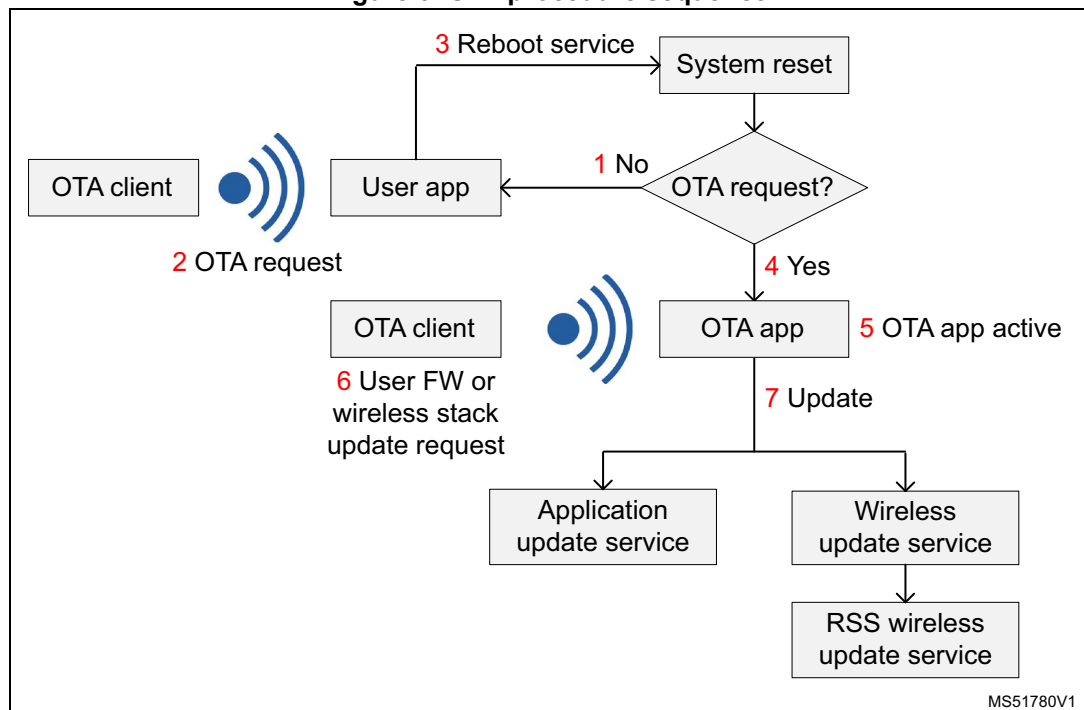 3 Reboot service
System reset
1 No
OTA client
User app
OTA request?
2 OTA request
4 Yes
OTA client
OTA app
5 OTA app active
6 User FW or
wireless stack
update request
7 Update
Application
update service
Wireless
update service
RSS wireless
update service
MS51780V1